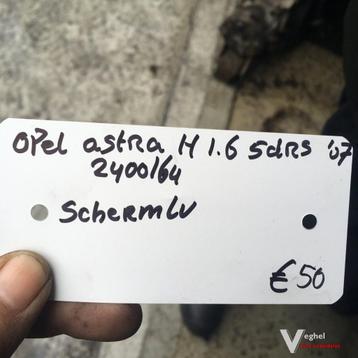 Opel astra H 1.6 5drs '07
2400/64
Schermlv
€50
Veghel